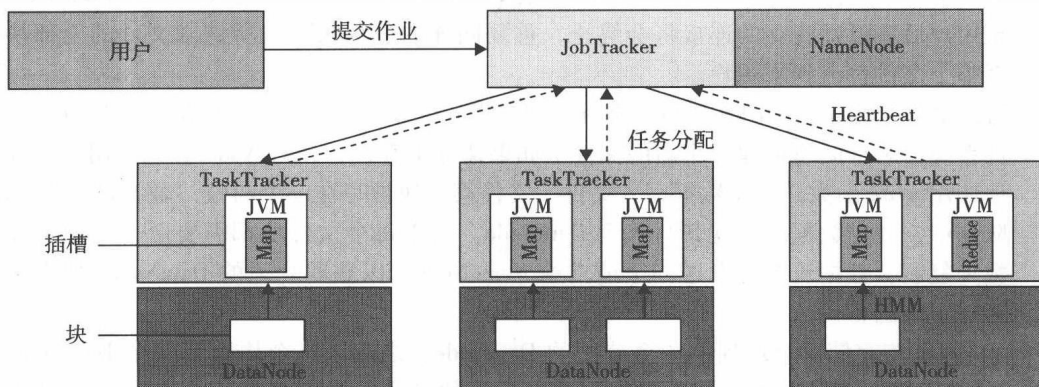 用户
提交作业
JobTracker
NameNode
Heartbeat
任务分配
TaskTracker
TaskTracker
TaskTracker
JVM
JVM
JVM
JVM
JVM
插槽
Map
Map
Map
Map
Reduce
HMM
块
DataNode
DataNode
DataNode